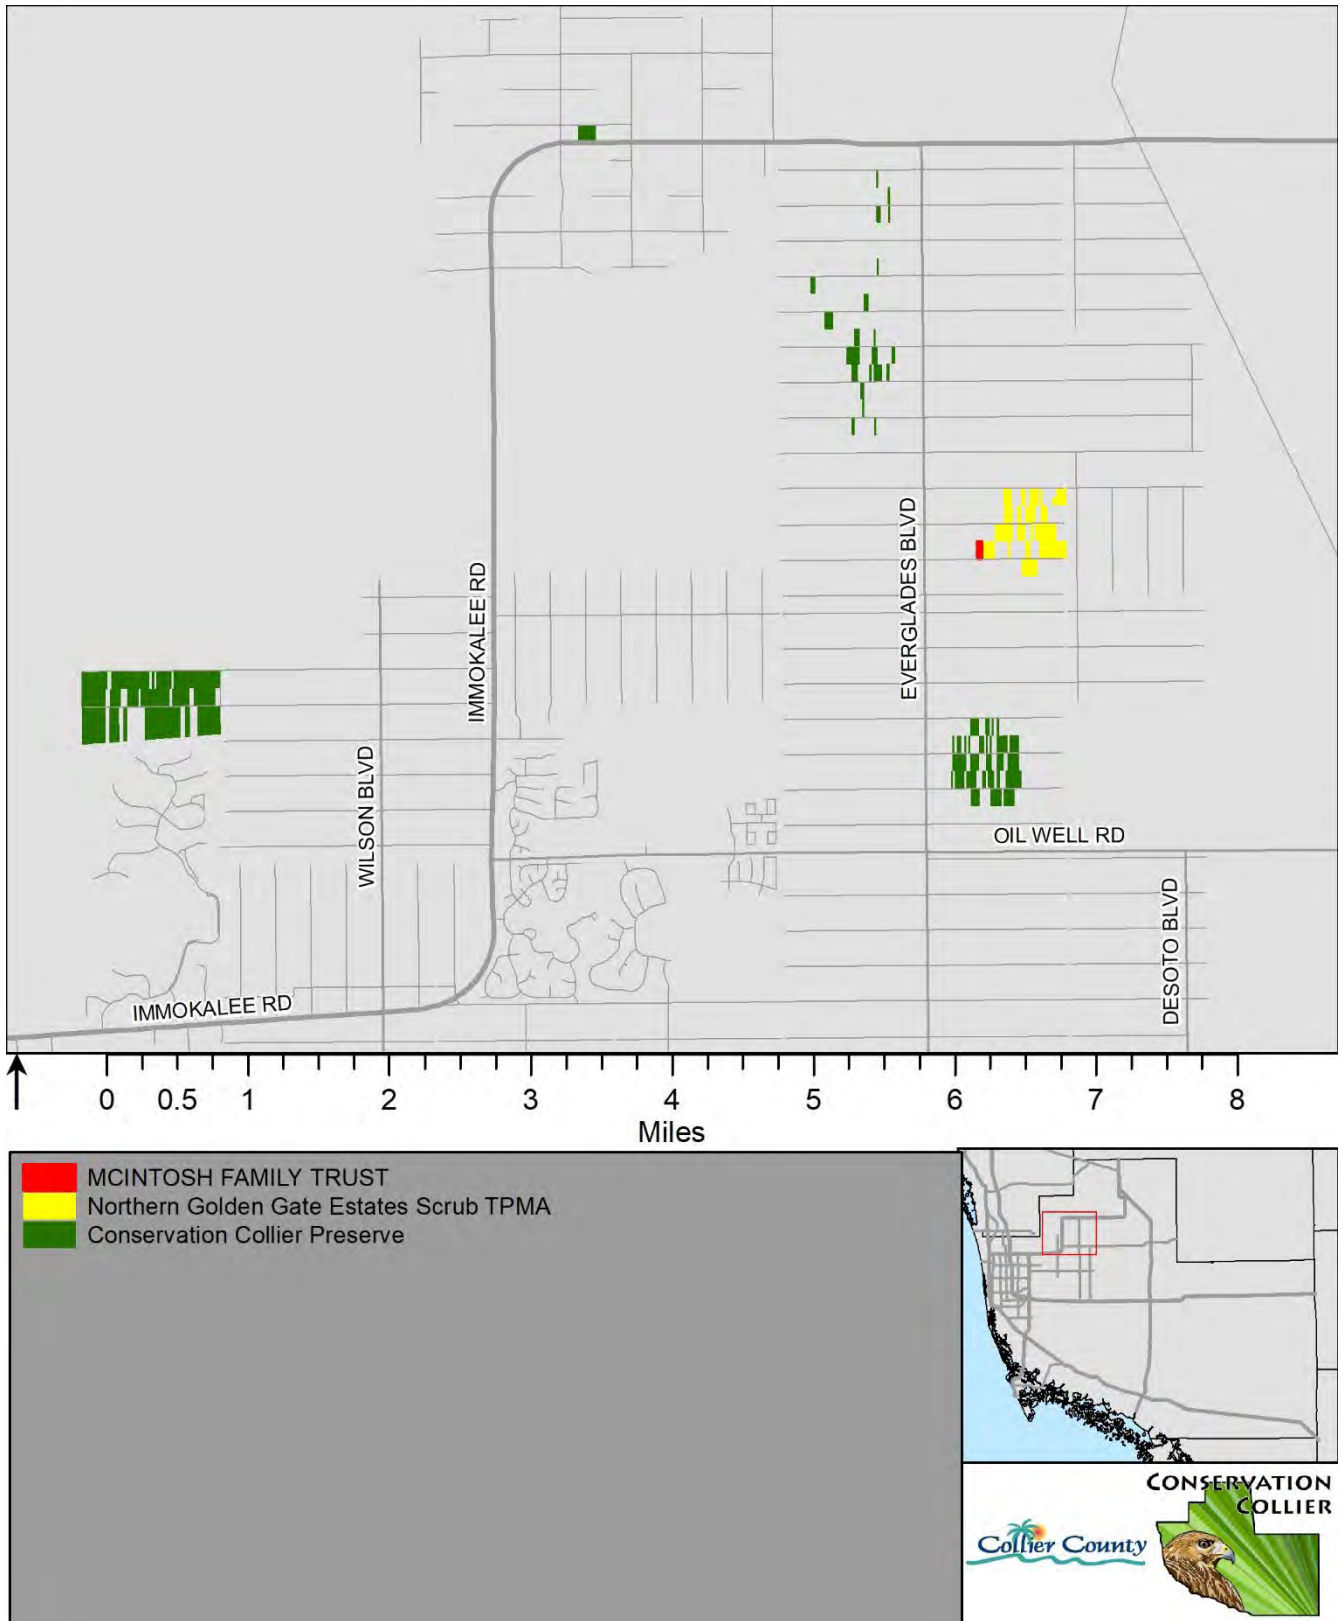 IMMOKALEE RD
EVERGLADES BLVD
WILSON BLVD
OIL WELL RD
DESOTO BLVD
IMMOKALEE RD
0 0.5 1 2 3 4 5 6 7 8
Miles
MCINTOSH FAMILY TRUST
Northern Golden Gate Estates Scrub TPMA
Conservation Collier Preserve
CONSERVATION
COLLIER
Collier County